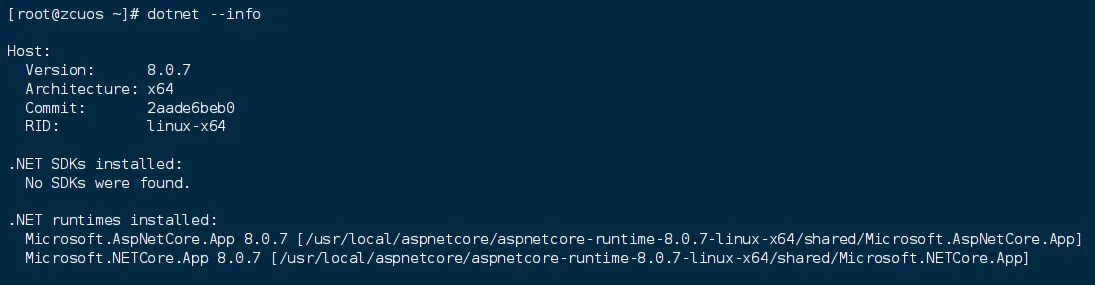 [root@zcuos ~]# dotnet --info
Host:
Version: 8.0.7
Architecture: x64
Commit: 2aade6beb0
RID: linux-x64
.NET SDKs installed:
No SDKs were found.
.NET runtimes installed:
Microsoft.AspNetCore.App 8.0.7 [/usr/local/aspnetcore/aspnetcore-runtime-8.0.7-linux-x64/shared/Microsoft.AspNetCore.App]
Microsoft.NETCore.App 8.0.7 [/usr/local/aspnetcore/aspnetcore-runtime-8.0.7-linux-x64/shared/Microsoft.NETCore.App]